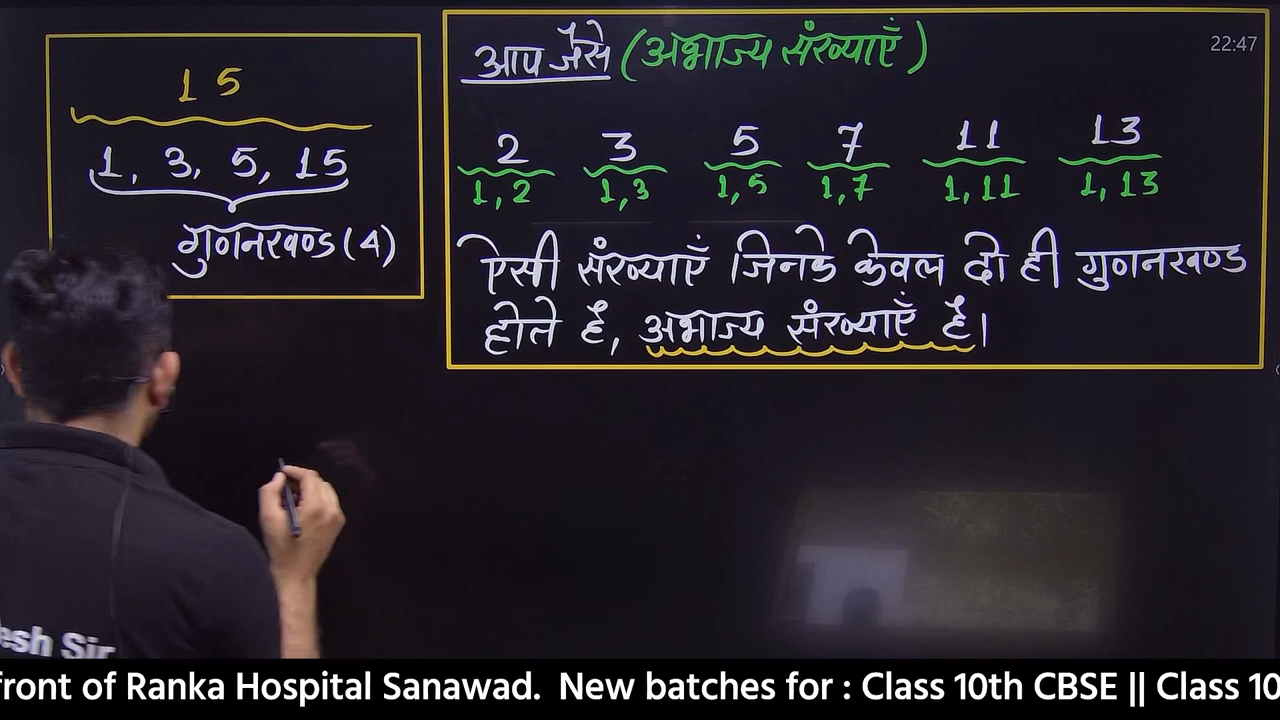 15
1, 3, 5, 15
गुणनखण्ड (4)
आप जैसे (अभाज्य संख्याएँ)
22:47
2 3 5 7 11 13
1,2 1,3 1,5 1,7 1,11 1,13
ऐसी संख्याएँ जिनके केवल दो ही गुणनखण्ड
होते है, अभाज्य संख्याएँ है।
esh Sir
front of Ranka Hospital Sanawad. New batches for : Class 10th CBSE || Class 10